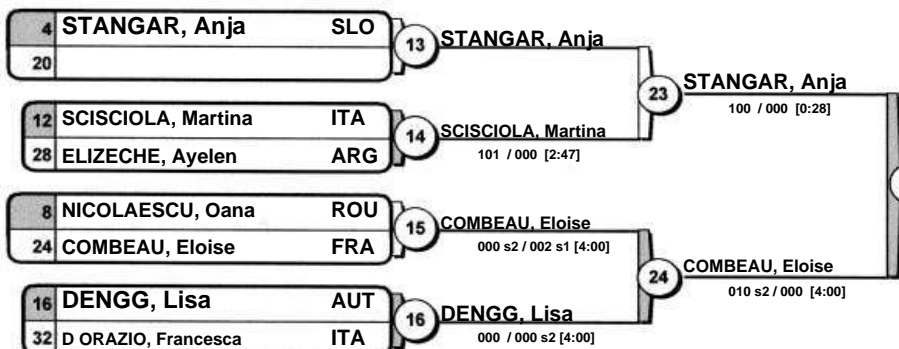 4 STANGAR, Anja SLO
20
13 STANGAR, Anja
12 SCISCIOLA, Martina ITA
28 ELIZECHE, Ayelen ARG
14 SCISCIOLA, Martina
101 / 000 [2:47]
23 STANGAR, Anja
100 / 000 [0:28]
8 NICOLAESCU, Oana ROU
24 COMBEAU, Eloise FRA
15 COMBEAU, Eloise
000 s2 / 002 s1 [4:00]
16 DENGG, Lisa AUT
32 D ORAZIO, Francesca ITA
16 DENGG, Lisa
000 / 000 s2 [4:00]
24 COMBEAU, Eloise
010 s2 / 000 [4:00]